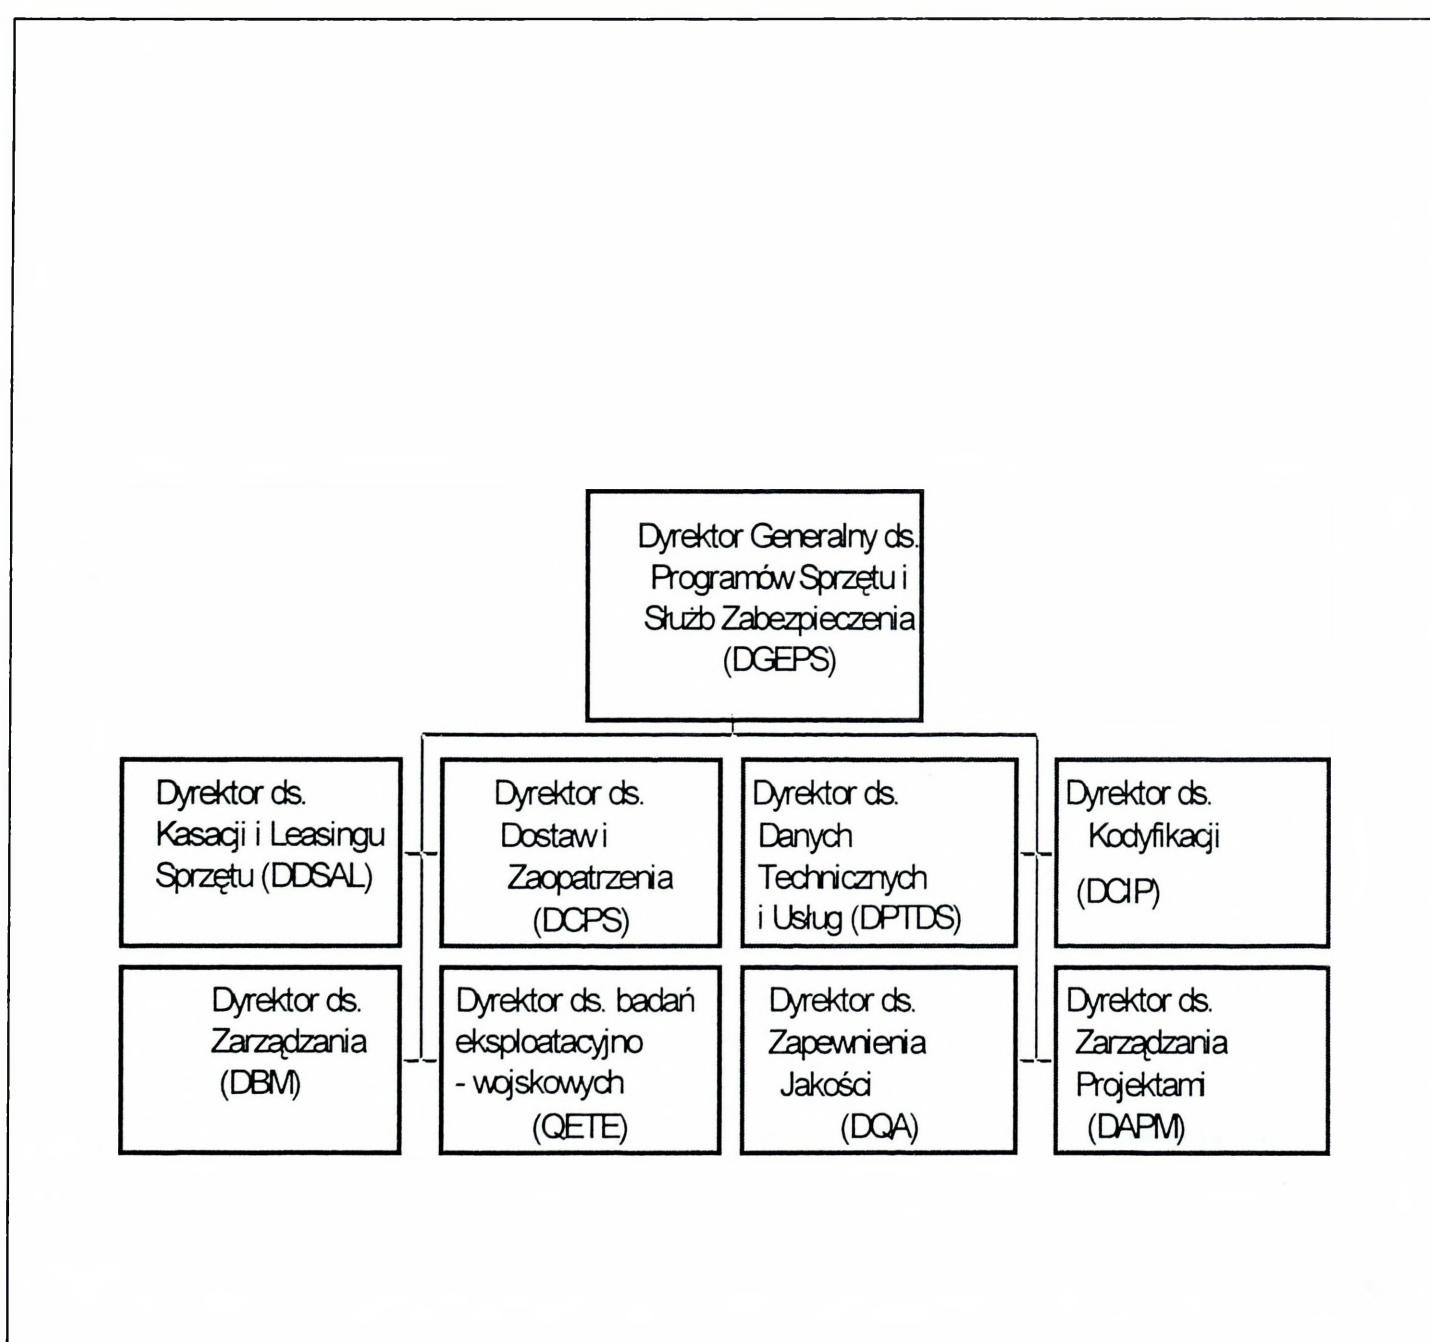 Dyrektor Generalny ds.
Programów Sprzętu i
Służb Zabezpieczenia
(DGEPS)
Dyrektor ds.
Kasacji i Leasingu
Sprzętu (DDSAL)
Dyrektor ds.
Dostaw i
Zaopatrzenia
(DCPS)
Dyrektor ds.
Danych
Technicznych
i Usług (DPTDS)
Dyrektor ds.
Kodyfikacji
(DCIP)
Dyrektor ds.
Zarządzania
(DBM)
Dyrektor ds. badań
eksploatacyjno
- wojskowych
(QETE)
Dyrektor ds.
Zapewnienia
Jakości
(DQA)
Dyrektor ds.
Zarządzania
Projektami
(DAPM)